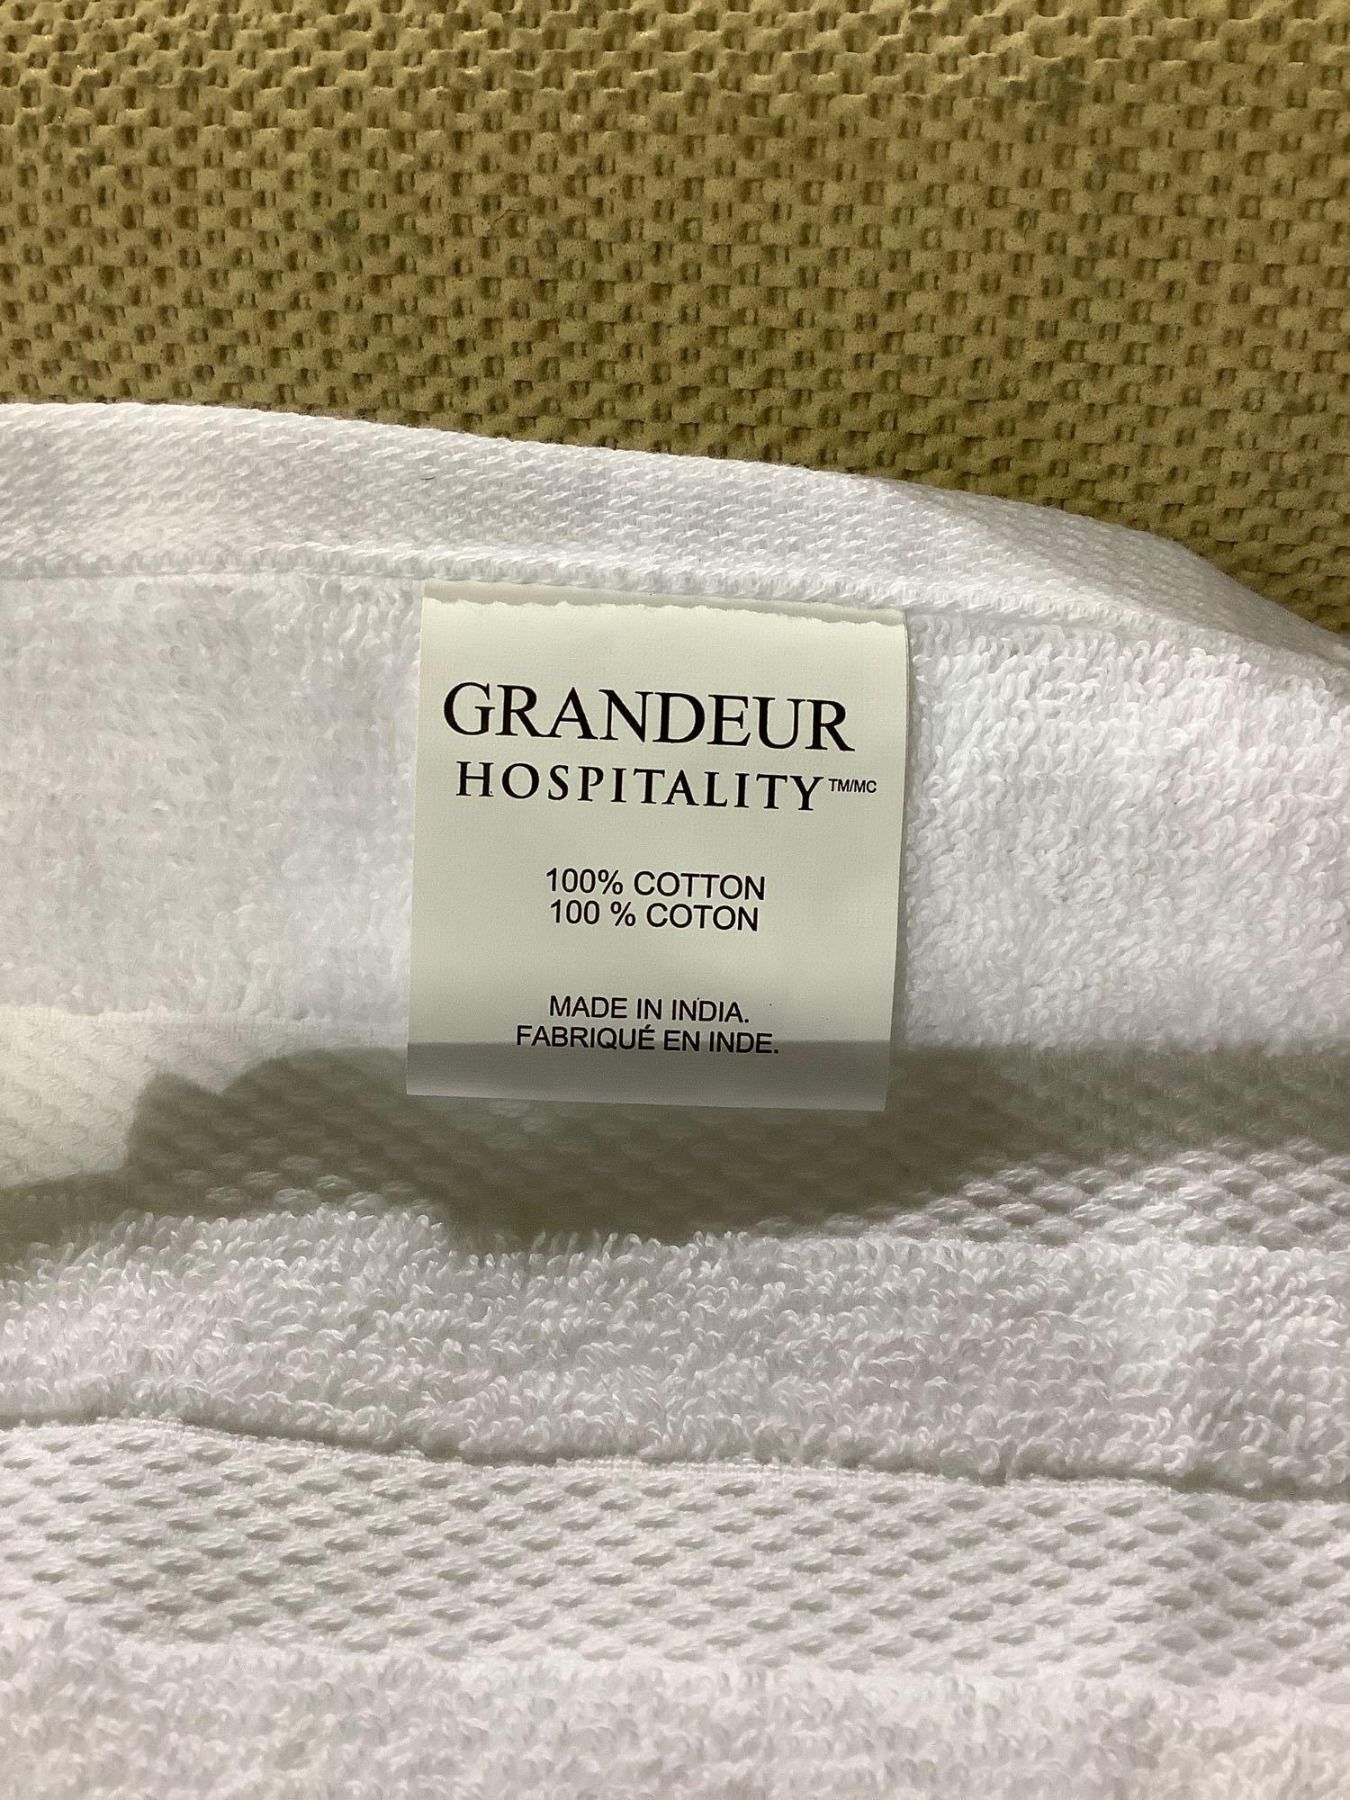 GRANDEUR
HOSPITALITY™/MC
100% COTTON
100 % COTON
MADE IN INDIA.
FABRIQUÉ EN INDE.